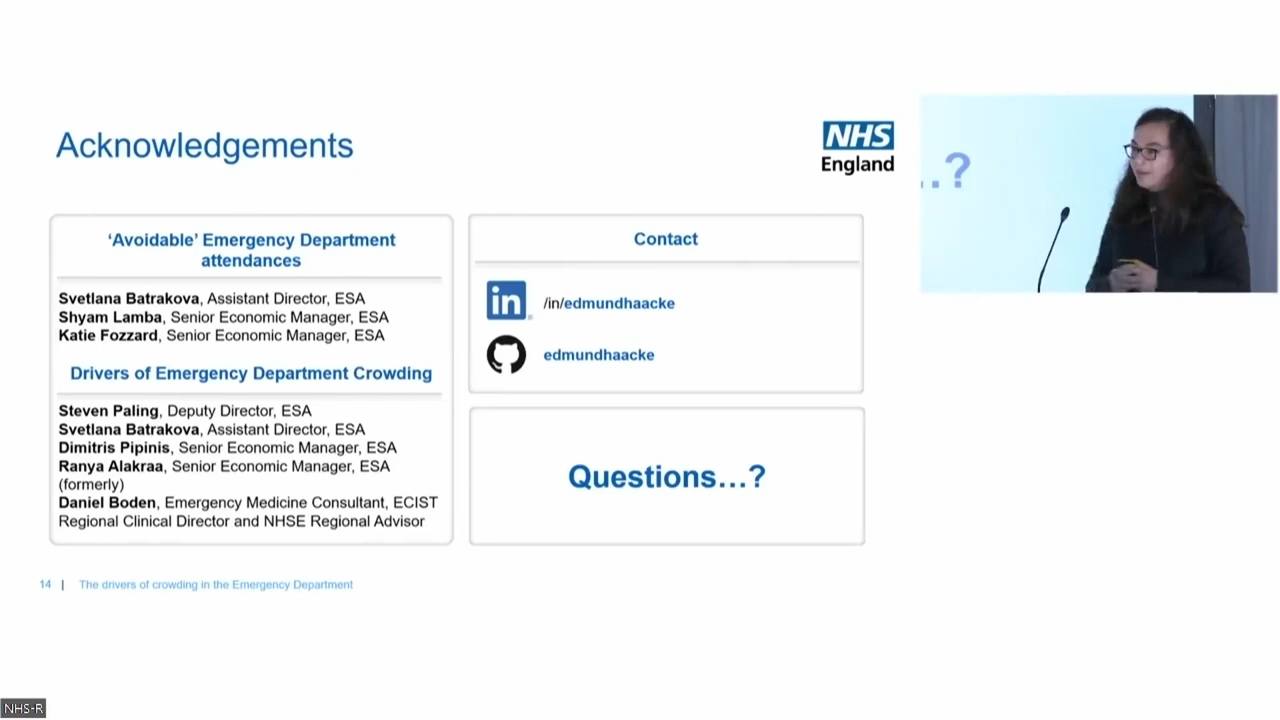 Acknowledgements
NHS
England
‘Avoidable’ Emergency Department
attendances
Svetlana Batrakova, Assistant Director, ESA
Shyam Lamba, Senior Economic Manager, ESA
Katie Fozzard, Senior Economic Manager, ESA
Drivers of Emergency Department Crowding
Steven Paling, Deputy Director, ESA
Svetlana Batrakova, Assistant Director, ESA
Dimitris Pipinis, Senior Economic Manager, ESA
Ranya Alakraa, Senior Economic Manager, ESA
(formerly)
Daniel Boden, Emergency Medicine Consultant, ECIST
Regional Clinical Director and NHSE Regional Advisor
Contact
in
/in/edmundhaacke
edmundhaacke
Questions…?
..?
14 | The drivers of crowding in the Emergency Department
NHS-R